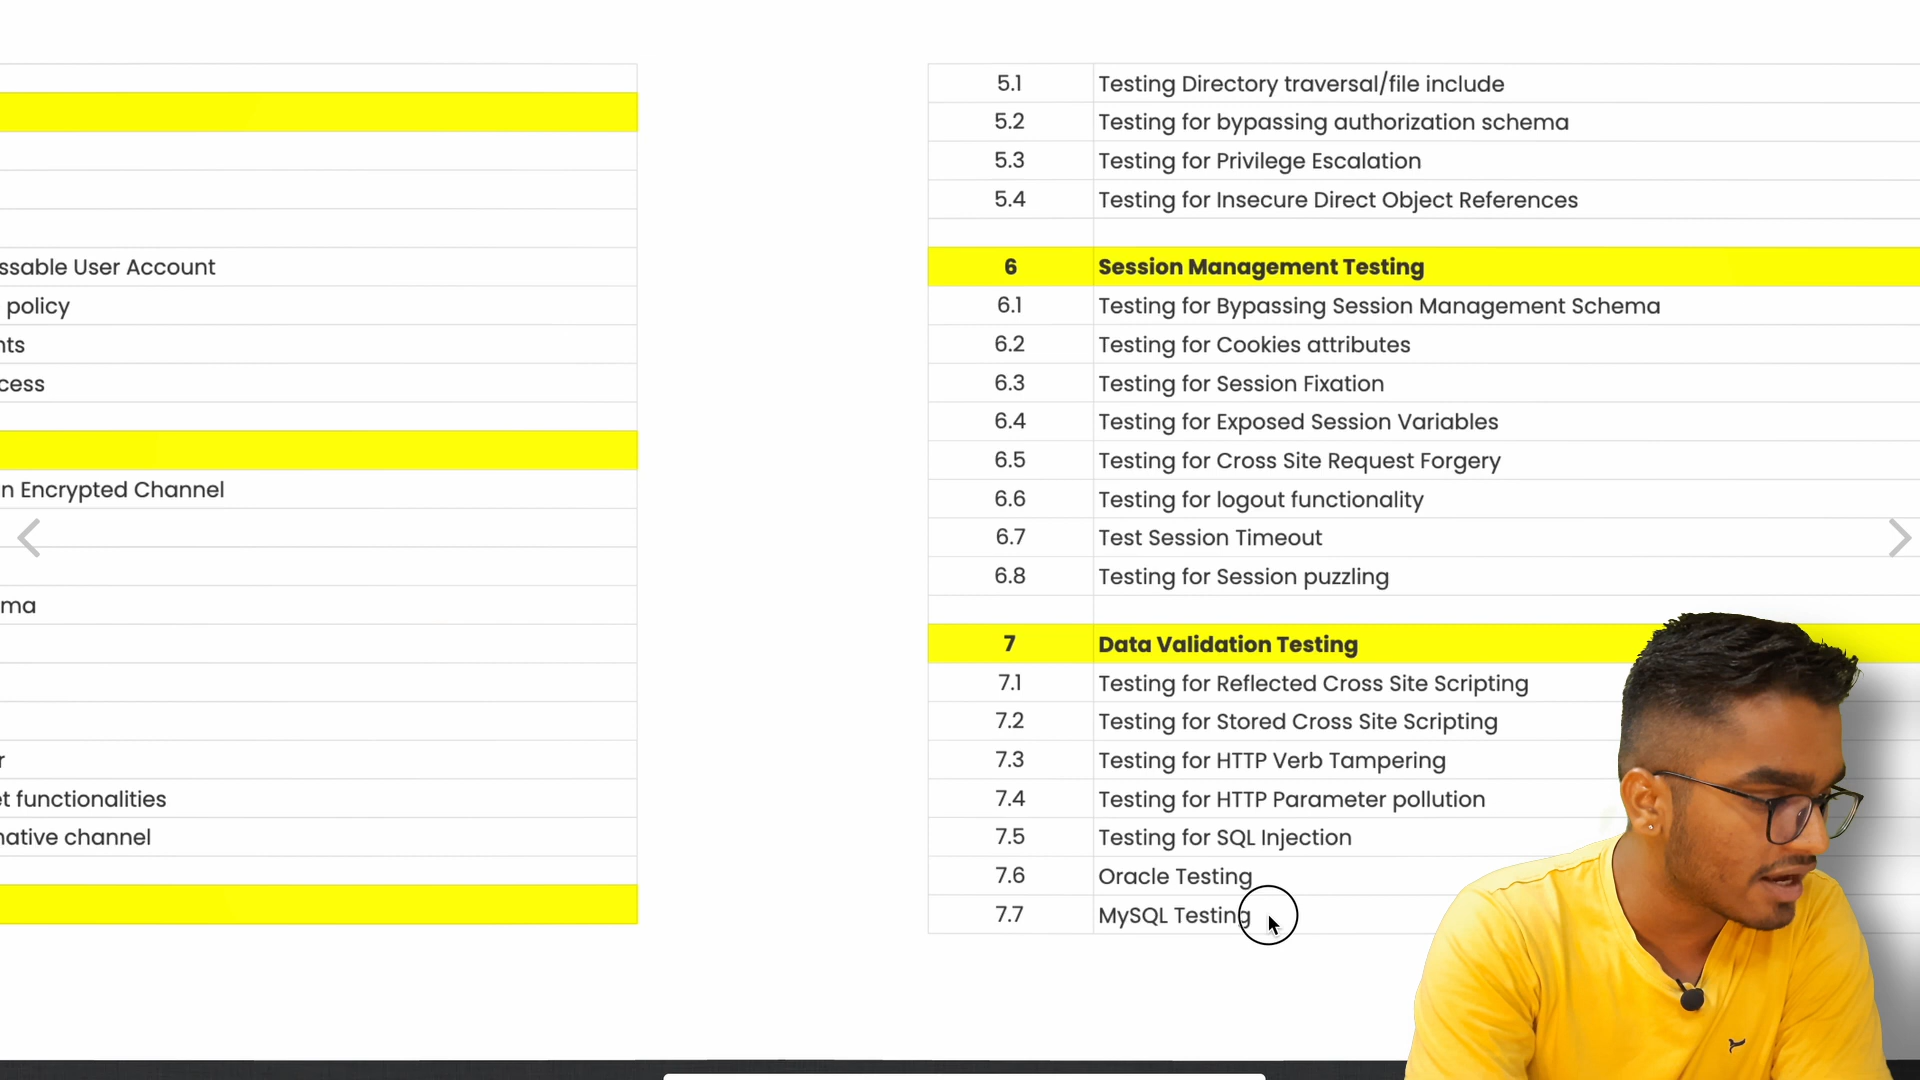 ssable User Account
policy
nts
cess
n Encrypted Channel
ma
r
et functionalities
native channel
5.1 Testing Directory traversal/file include
5.2 Testing for bypassing authorization schema
5.3 Testing for Privilege Escalation
5.4 Testing for Insecure Direct Object References
6 Session Management Testing
6.1 Testing for Bypassing Session Management Schema
6.2 Testing for Cookies attributes
6.3 Testing for Session Fixation
6.4 Testing for Exposed Session Variables
6.5 Testing for Cross Site Request Forgery
6.6 Testing for logout functionality
6.7 Test Session Timeout
6.8 Testing for Session puzzling
7 Data Validation Testing
7.1 Testing for Reflected Cross Site Scripting
7.2 Testing for Stored Cross Site Scripting
7.3 Testing for HTTP Verb Tampering
7.4 Testing for HTTP Parameter pollution
7.5 Testing for SQL Injection
7.6 Oracle Testing
7.7 MySQL Testing